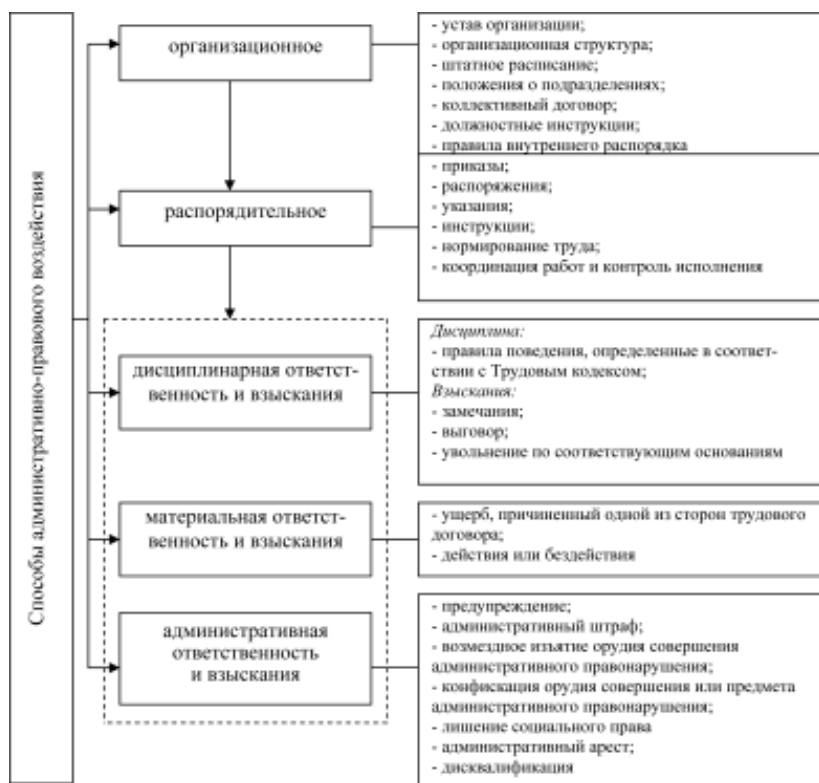 Способы административно-правового воздействия
организационное
- устав организации;
- организационная структура;
- штатное расписание;
- положения о подразделениях;
- коллективный договор;
- должностные инструкции;
- правила внутреннего распорядка
распорядительное
- приказы;
- распоряжения;
- указания;
- инструкции;
- нормирование труда;
- координация работ и контроль исполнения
дисциплинарная ответст-
венность и взыскания
Дисциплина:
- правила поведения, определенные в соответ-
ствии с Трудовым кодексом;
Взыскания:
- замечания;
- выговор;
- увольнение по соответствующим основаниям
материальная ответст-
венность и взыскания
- ущерб, причиненный одной из сторон трудового
договора;
- действия или бездействия
административная
ответственность
и взыскания
- предупреждение;
- административный штраф;
- возмездное изъятие орудия совершения
административного правонарушения;
- конфискация орудия совершения или предмета
административного правонарушения;
- лишение социального права
- административный арест;
- дисквалификация